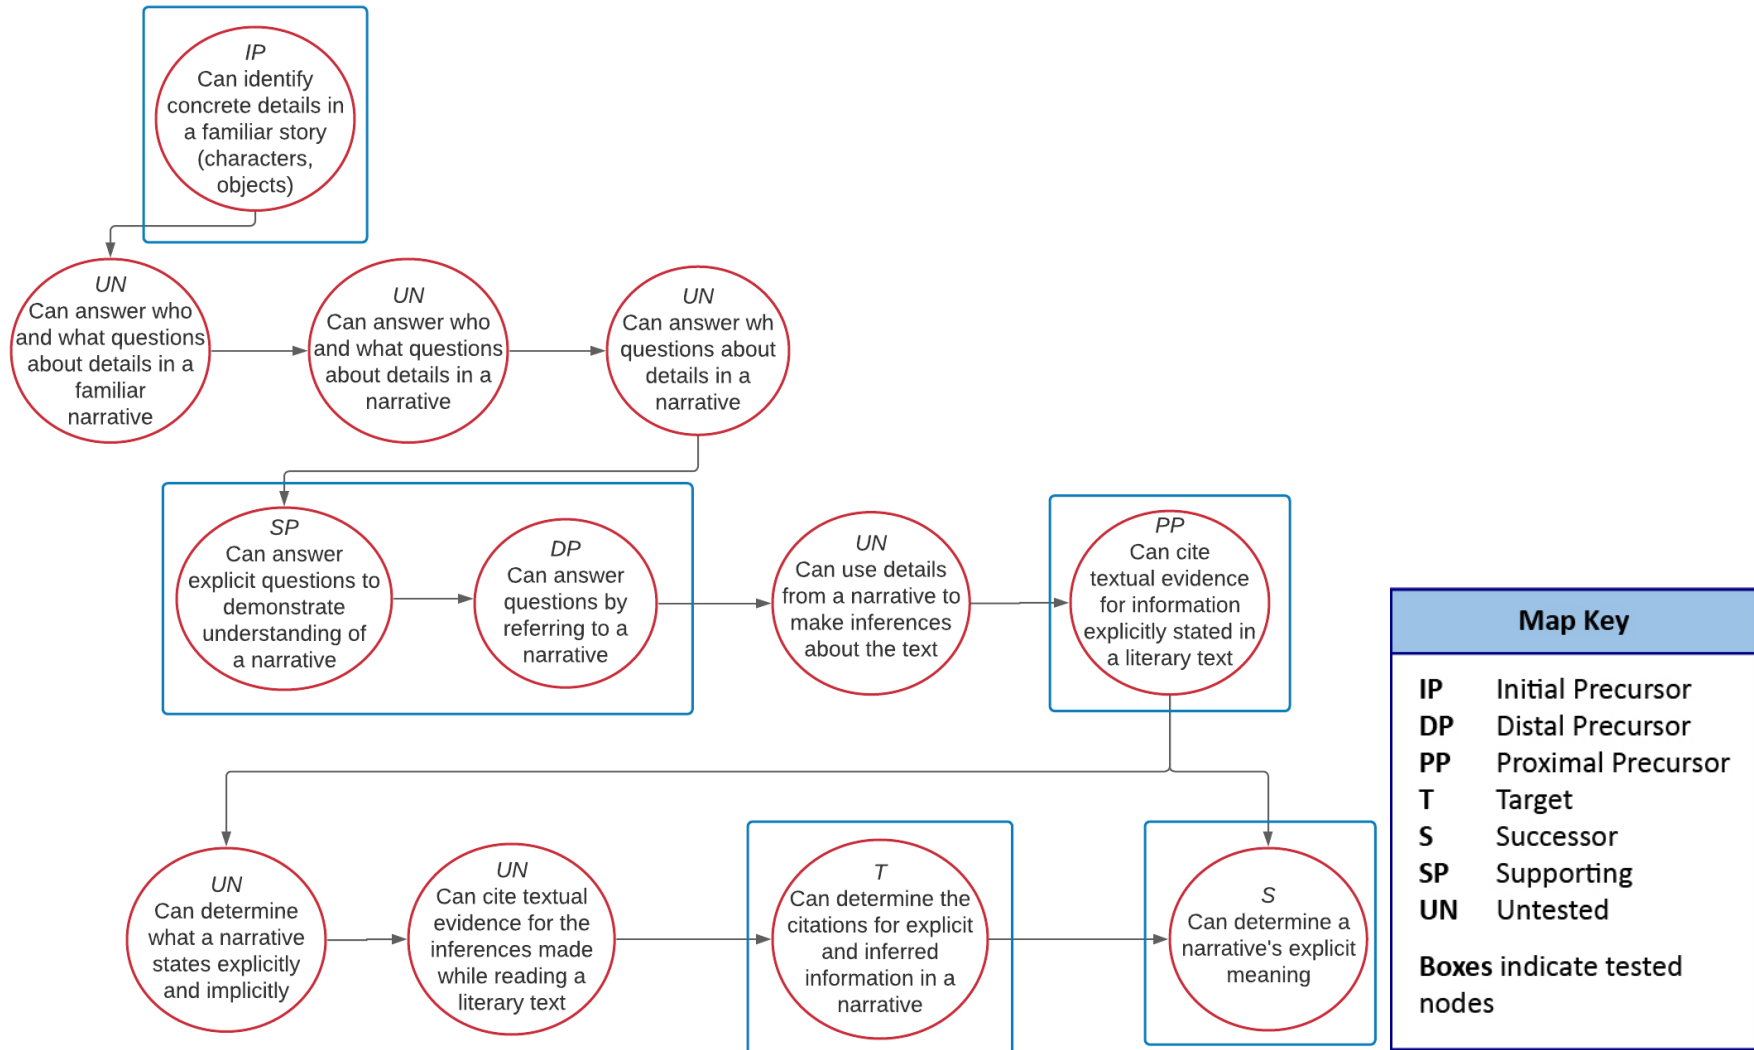 IP
Can identify
concrete details in
a familiar story
(characters,
objects)
UN
Can answer who
and what questions
about details in a
familiar
narrative
UN
Can answer who
and what questions
about details in a
narrative
UN
Can answer wh
questions about
details in a
narrative
SP
Can answer
explicit questions to
demonstrate
understanding of
a narrative
DP
Can answer
questions by
referring to a
narrative
UN
Can use details
from a narrative to
make inferences
about the text
PP
Can cite
textual evidence
for information
explicitly stated in
a literary text
UN
Can determine
what a narrative
states explicitly
and implicitly
UN
Can cite textual
evidence for the
inferences made
while reading a
literary text
T
Can determine the
citations for explicit
and inferred
information in a
narrative
S
Can determine a
narrative's explicit
meaning
Map Key
IP Initial Precursor
DP Distal Precursor
PP Proximal Precursor
T Target
S Successor
SP Supporting
UN Untested
Boxes indicate tested
nodes